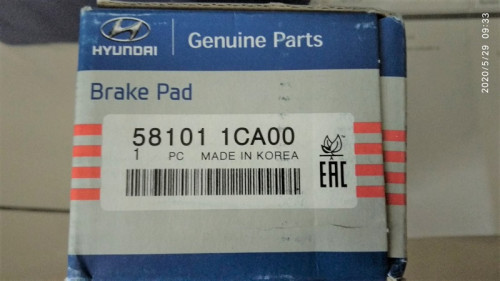 HYUNDAI
Genuine Parts
Brake Pad
58101 1CA00
1 PC MADE IN KOREA
EAC
2020/5/29 09:33